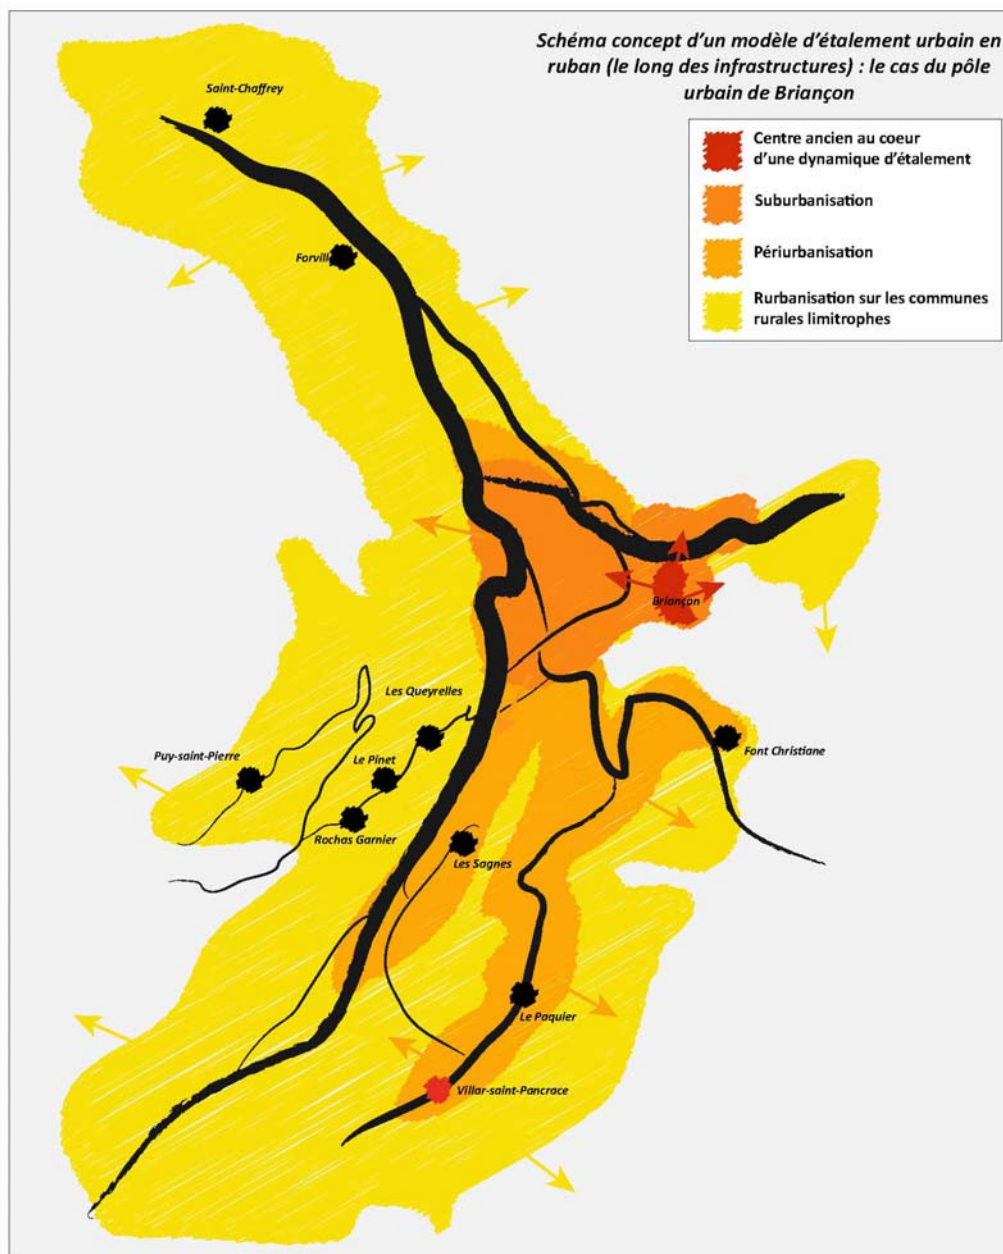 Schéma concept d'un modèle d'étalement urbain en
ruban (le long des infrastructures) : le cas du pôle
urbain de Briançon
Centre ancien au coeur
d'une dynamique d'étalement
Suburbanisation
Périurbanisation
Rurbanisation sur les communes
rurales limitrophes
Saint-Chaffrey
Forvill
Briançon
Les Queyrelles
Puy-saint-Pierre
Le Pinet
Font Christiane
Rochas Garnier
Les Sagnes
Le Paquier
Villar-saint-Pancrace